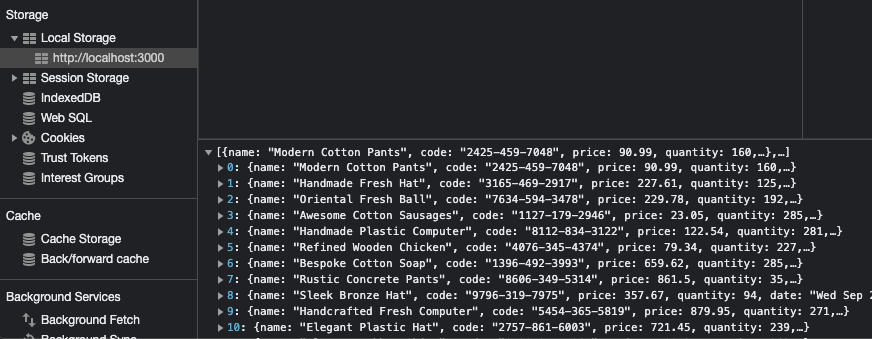 Storage
Local Storage
http://localhost:3000
Session Storage
IndexedDB
Web SQL
Cookies
Trust Tokens
Interest Groups
Cache
Cache Storage
Back/forward cache
Background Services
Background Fetch
Background Sync
[{name: "Modern Cotton Pants", code: "2425-459-7048", price: 90.99, quantity: 160,…},…]
0: {name: "Modern Cotton Pants", code: "2425-459-7048", price: 90.99, quantity: 160,…}
1: {name: "Handmade Fresh Hat", code: "3165-469-2917", price: 227.61, quantity: 125,…}
2: {name: "Oriental Fresh Ball", code: "7634-594-3478", price: 229.78, quantity: 192,…}
3: {name: "Awesome Cotton Sausages", code: "1127-179-2946", price: 23.05, quantity: 285,…}
4: {name: "Handmade Plastic Computer", code: "8112-834-3122", price: 122.54, quantity: 281,…}
5: {name: "Refined Wooden Chicken", code: "4076-345-4374", price: 79.34, quantity: 227,…}
6: {name: "Bespoke Cotton Soap", code: "1396-492-3993", price: 659.62, quantity: 285,…}
7: {name: "Rustic Concrete Pants", code: "8606-349-5314", price: 861.5, quantity: 35,…}
8: {name: "Sleek Bronze Hat", code: "9796-319-7975", price: 357.67, quantity: 94, date: "Wed Sep 2
9: {name: "Handcrafted Fresh Computer", code: "5454-365-5819", price: 879.95, quantity: 271,…}
10: {name: "Elegant Plastic Hat", code: "2757-861-6003", price: 721.45, quantity: 239,…}